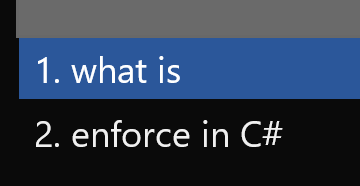 1. what is
2. enforce in C#